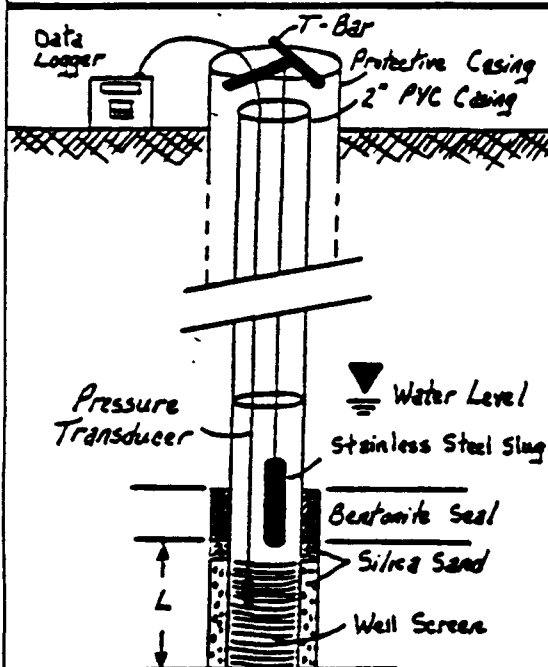 T-Bar
Data
Logger
Protective Casing
2" PVC Casing
Pressure
Transducer
Water Level
Stainless Steel Slug
Bentonite Seal
Silica Sand
L
Well Screen